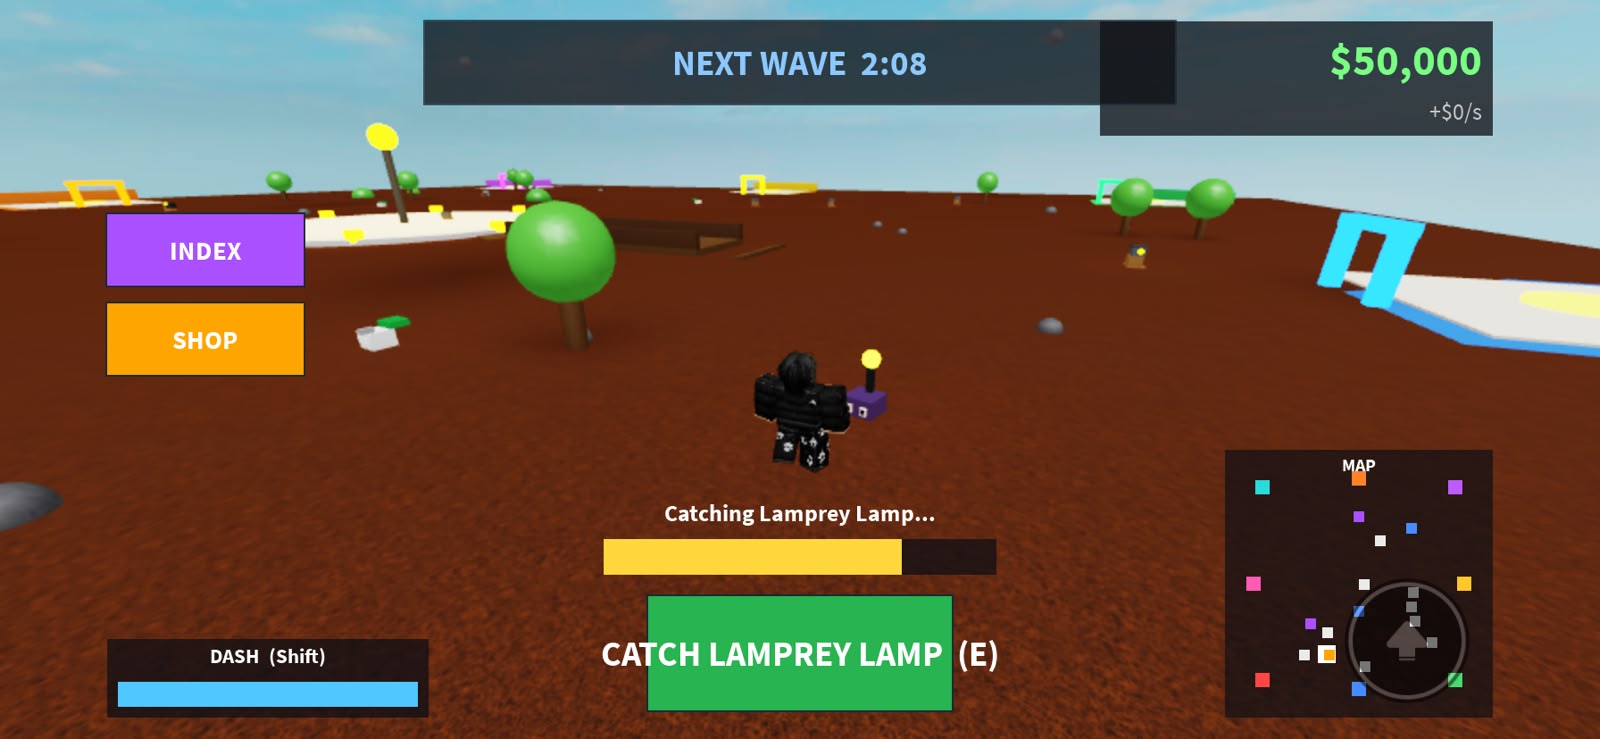 NEXT WAVE 2:08
$50,000
+$0/s
INDEX
SHOP
MAP
Catching Lamprey Lamp...
CATCH LAMPREY LAMP (E)
DASH (Shift)